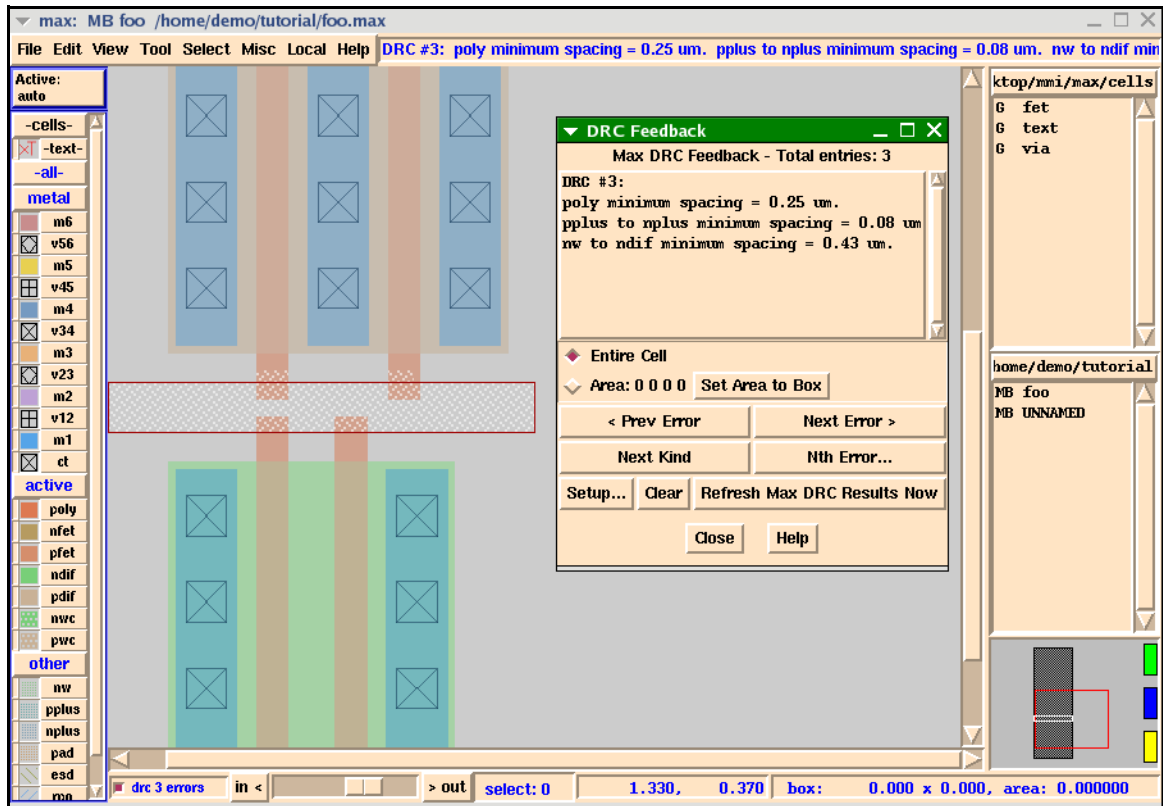 max: MB foo /home/demo/tutorial/foo.max
File Edit View Tool Select Misc Local Help
DRC #3: poly minimum spacing = 0.25 um. pplus to nplus minimum spacing = 0.08 um. nw to ndif min
Active:
auto
-cells-
-text-
-all-
metal
m6
v56
m5
v45
m4
v34
m3
v23
m2
v12
m1
ct
active
poly
nfet
pfet
ndif
pdif
nwc
pwc
other
nw
pplus
nplus
pad
esd
DRC Feedback
Max DRC Feedback - Total entries: 3
DRC #3:
poly minimum spacing = 0.25 um.
pplus to nplus minimum spacing = 0.08 um
nw to ndif minimum spacing = 0.43 um.
Entire Cell
Area: 0 0 0 0 Set Area to Box
< Prev Error Next Error >
Next Kind Nth Error...
Setup... Clear Refresh Max DRC Results Now
Close Help
ktop/mmi/max/cells
G fet
G text
G via
home/demo/tutorial
MB foo
MB UNNAMED
drc 3 errors in < > out select: 0 1.330, 0.370 box: 0.000 x 0.000, area: 0.000000